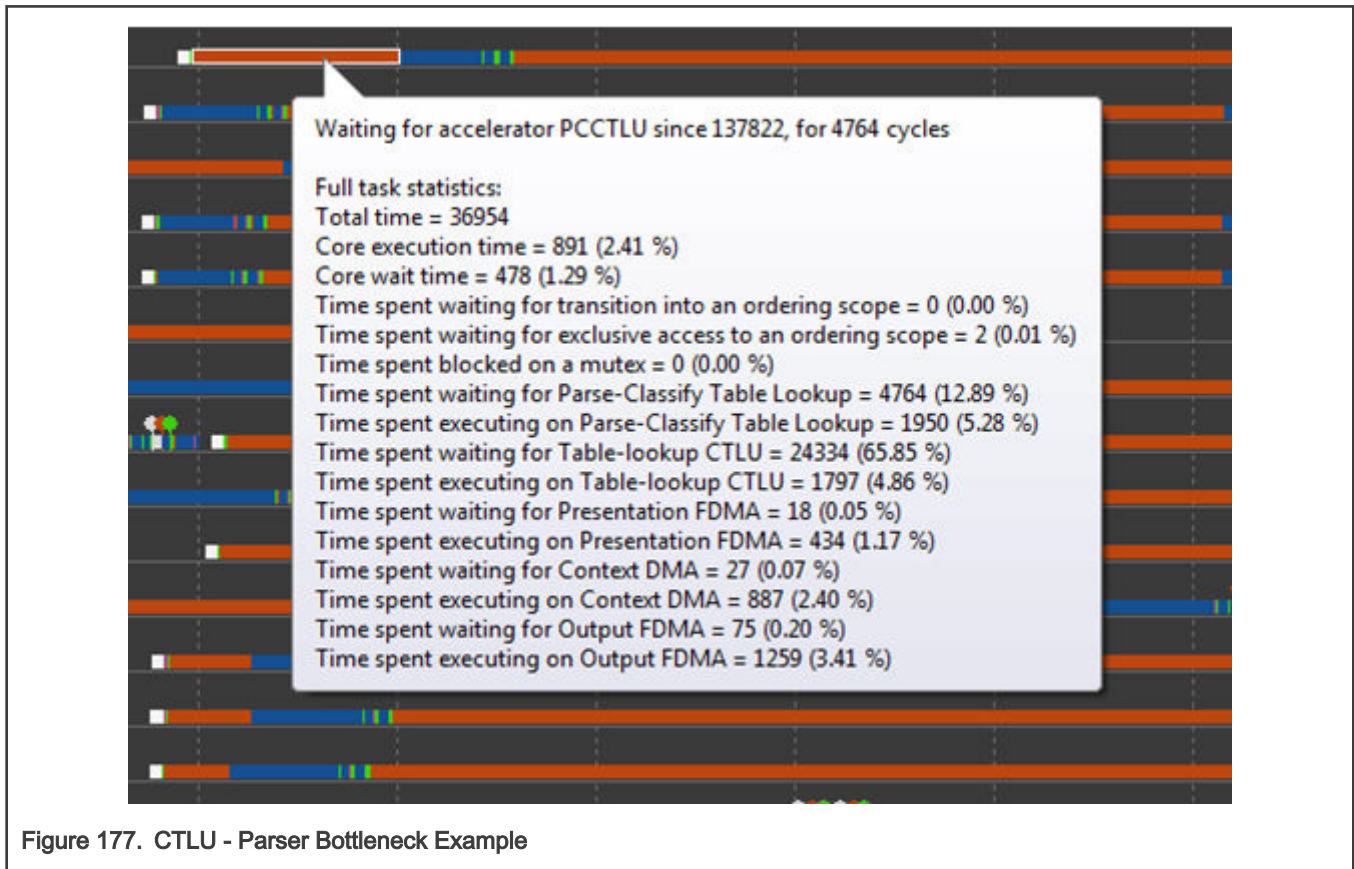 Waiting for accelerator PCCTLU since 137822, for 4764 cycles
Full task statistics:
Total time = 36954
Core execution time = 891 (2.41 %)
Core wait time = 478 (1.29 %)
Time spent waiting for transition into an ordering scope = 0 (0.00 %)
Time spent waiting for exclusive access to an ordering scope = 2 (0.01 %)
Time spent blocked on a mutex = 0 (0.00 %)
Time spent waiting for Parse-Classify Table Lookup = 4764 (12.89 %)
Time spent executing on Parse-Classify Table Lookup = 1950 (5.28 %)
Time spent waiting for Table-lookup CTLU = 24334 (65.85 %)
Time spent executing on Table-lookup CTLU = 1797 (4.86 %)
Time spent waiting for Presentation FDMA = 18 (0.05 %)
Time spent executing on Presentation FDMA = 434 (1.17 %)
Time spent waiting for Context DMA = 27 (0.07 %)
Time spent executing on Context DMA = 887 (2.40 %)
Time spent waiting for Output FDMA = 75 (0.20 %)
Time spent executing on Output FDMA = 1259 (3.41 %)
Figure 177. CTLU - Parser Bottleneck Example